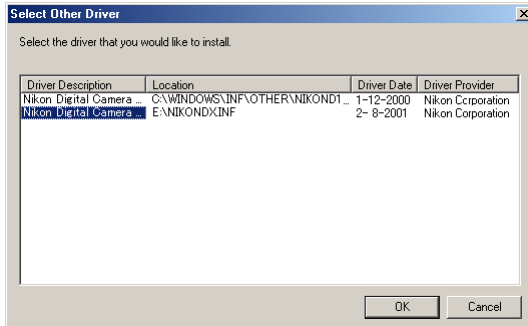 Select Other Driver
Select the driver that you would like to install.
Driver Description Location Driver Date Driver Provider
Nikon Digital Camera ... C:\WINDOWS\INF\OTHER\NIKOND1_ 1-12-2000 Nikon Corporation
Nikon Digital Camera ... E:\NIKONDX.INF 2- 8-2001 Nikon Corporation
OK Cancel